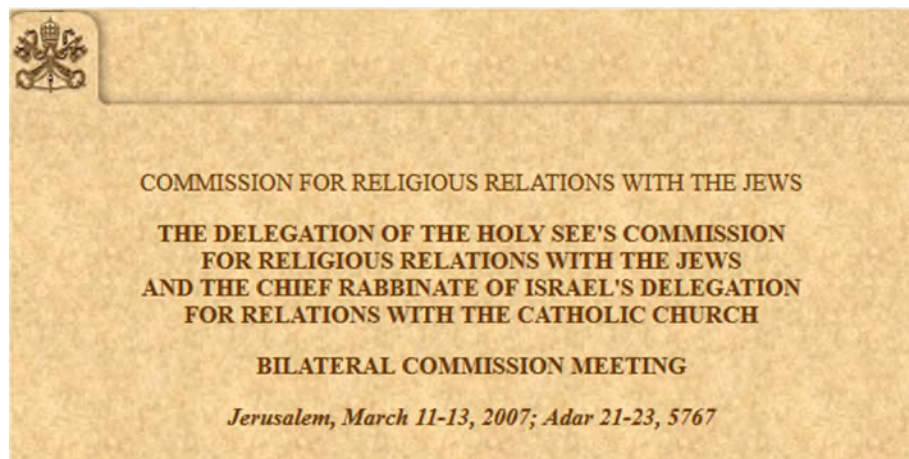 COMMISSION FOR RELIGIOUS RELATIONS WITH THE JEWS
THE DELEGATION OF THE HOLY SEE'S COMMISSION
FOR RELIGIOUS RELATIONS WITH THE JEWS
AND THE CHIEF RABBINATE OF ISRAEL'S DELEGATION
FOR RELATIONS WITH THE CATHOLIC CHURCH
BILATERAL COMMISSION MEETING
Jerusalem, March 11-13, 2007; Adar 21-23, 5767